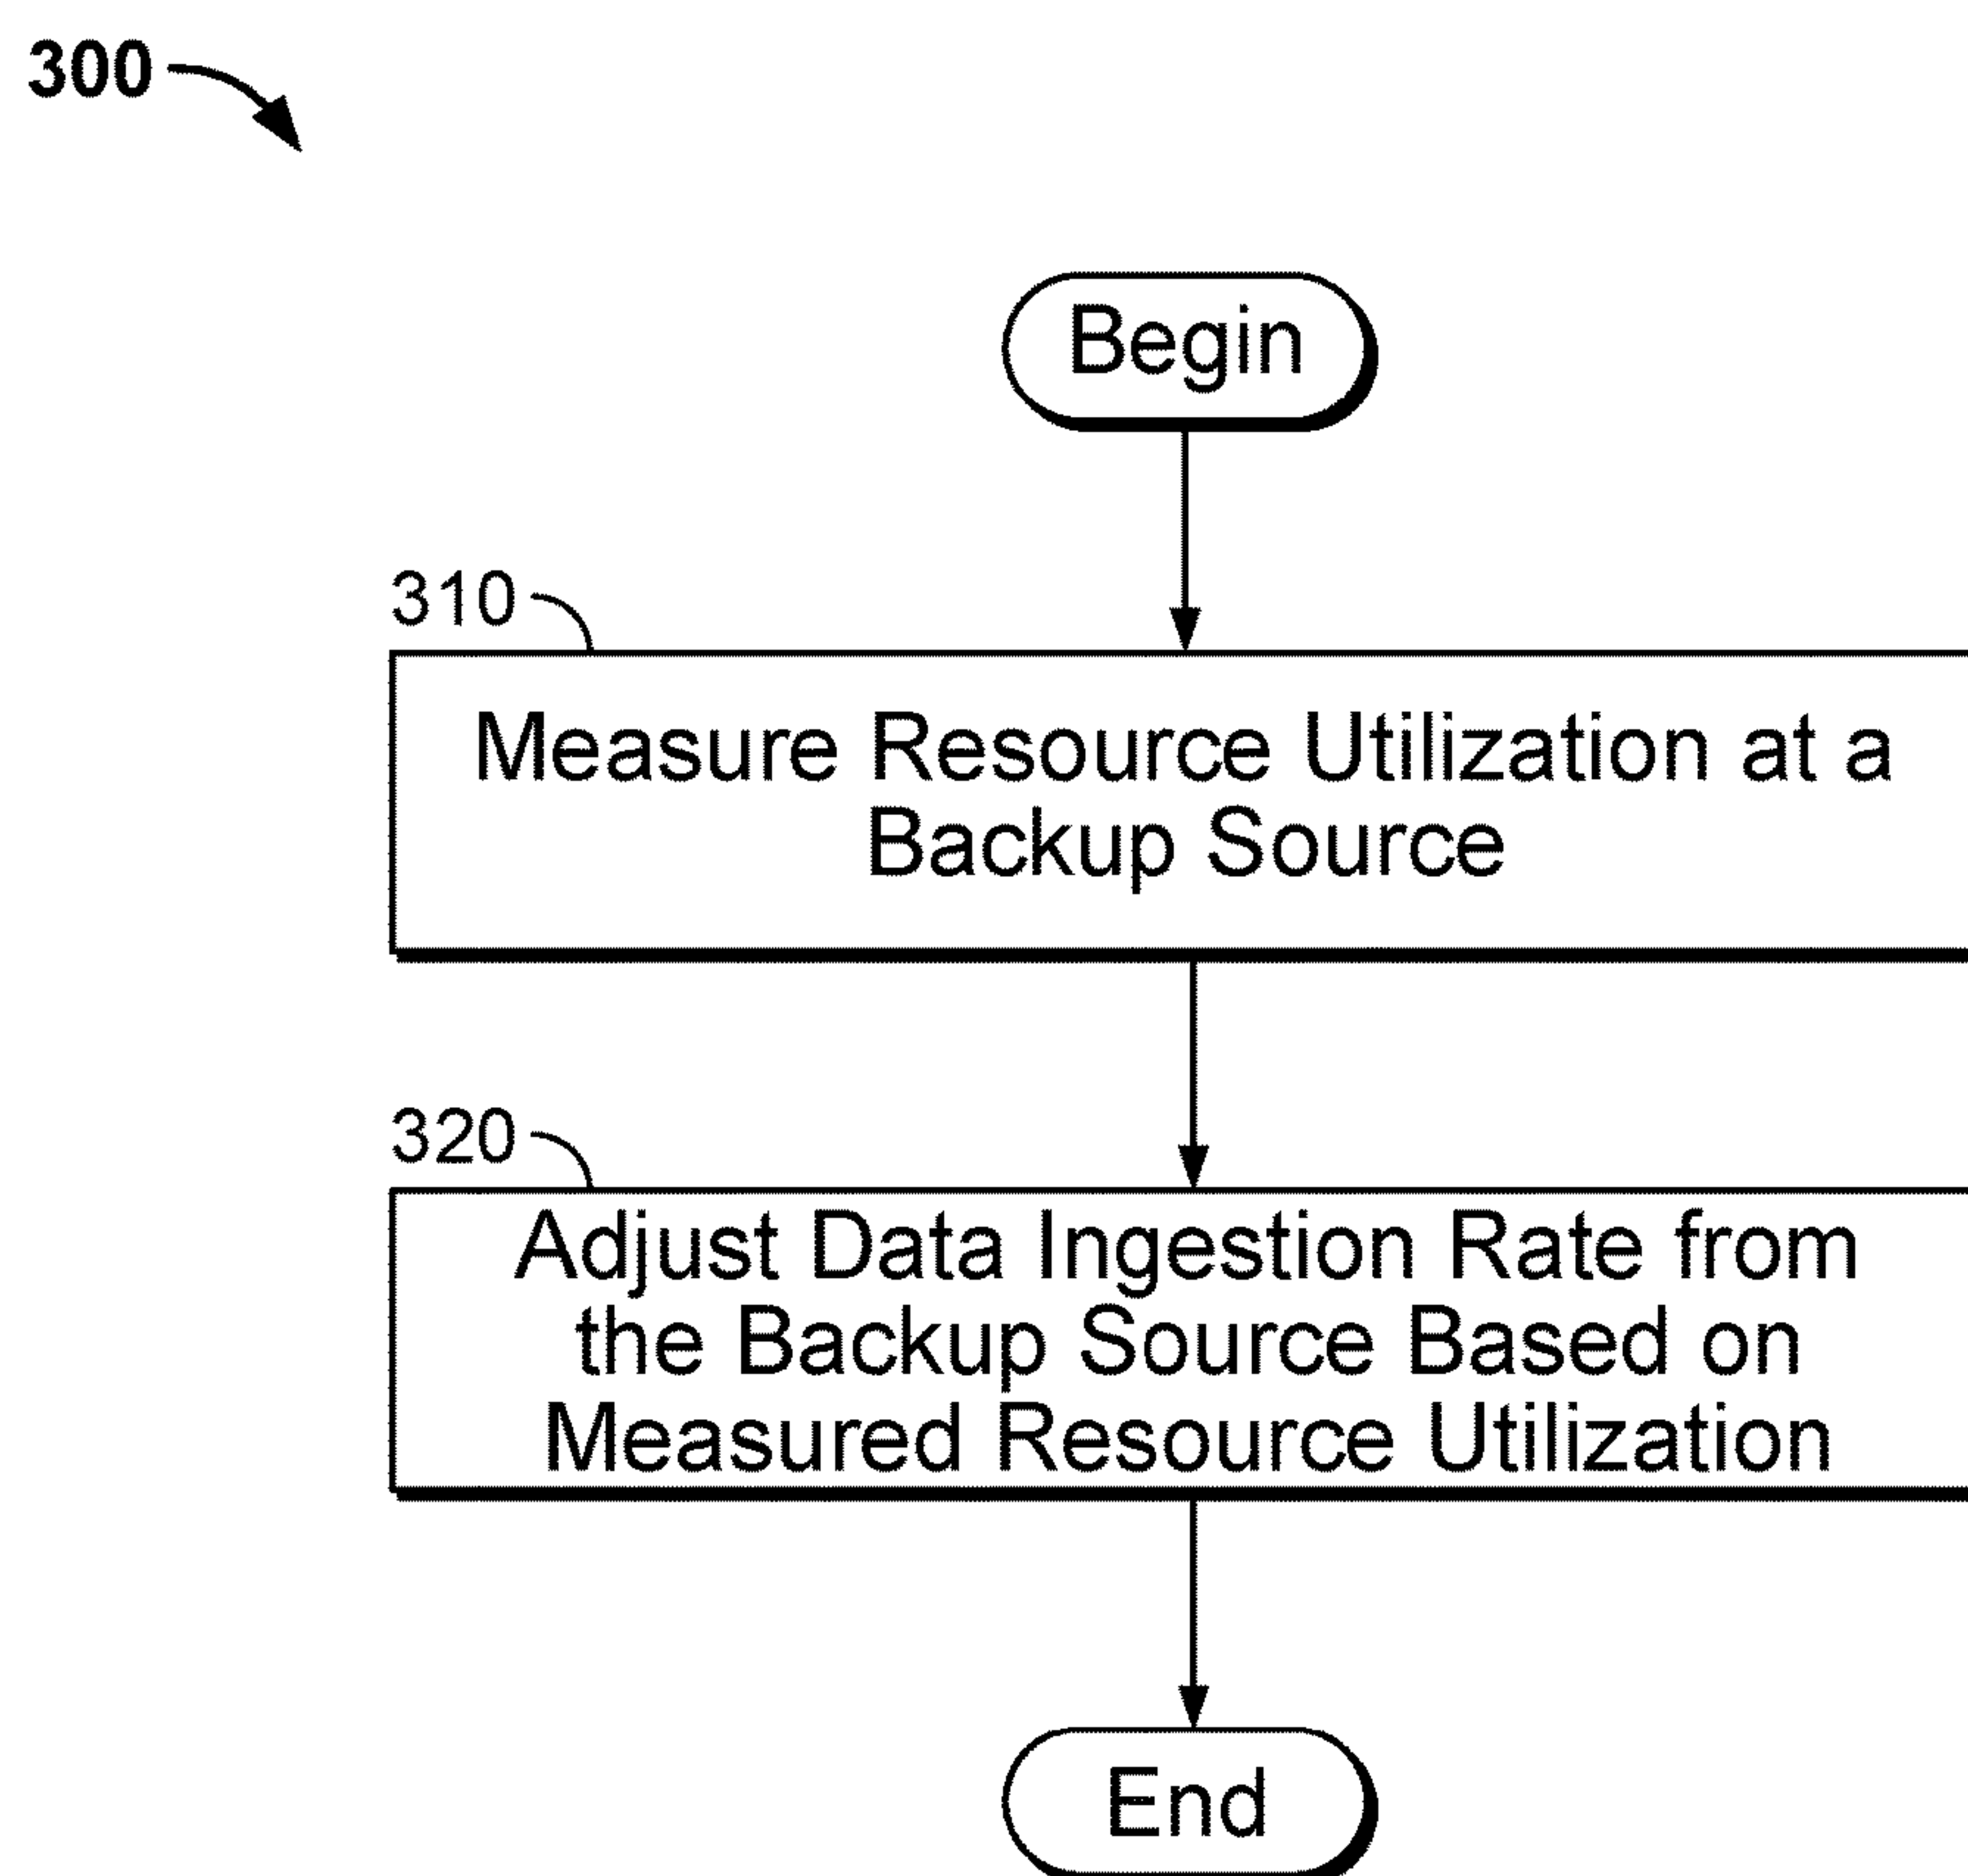 300
Begin
310
Measure Resource Utilization at a
Backup Source
320
Adjust Data Ingestion Rate from
the Backup Source Based on
Measured Resource Utilization
End